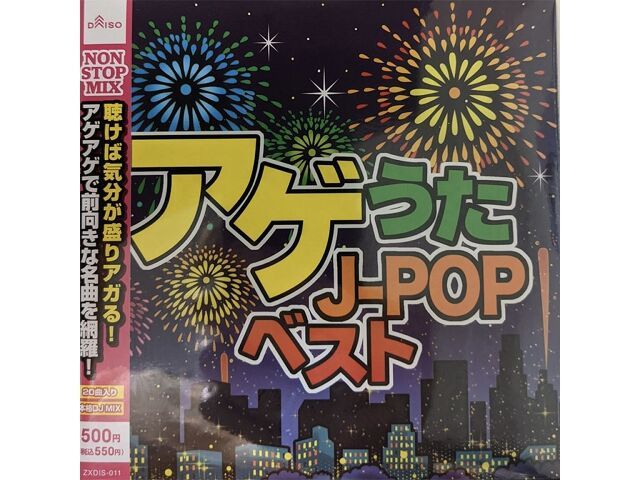 DAISO
NON
STOP
MIX
聴けば気分が盛りアガる!
アゲアゲで前向きな名曲を網羅!
20曲入り
本格DJ MIX
500円
(税込550円)
ZXDIS-011
アゲうた
J-POP
ベスト